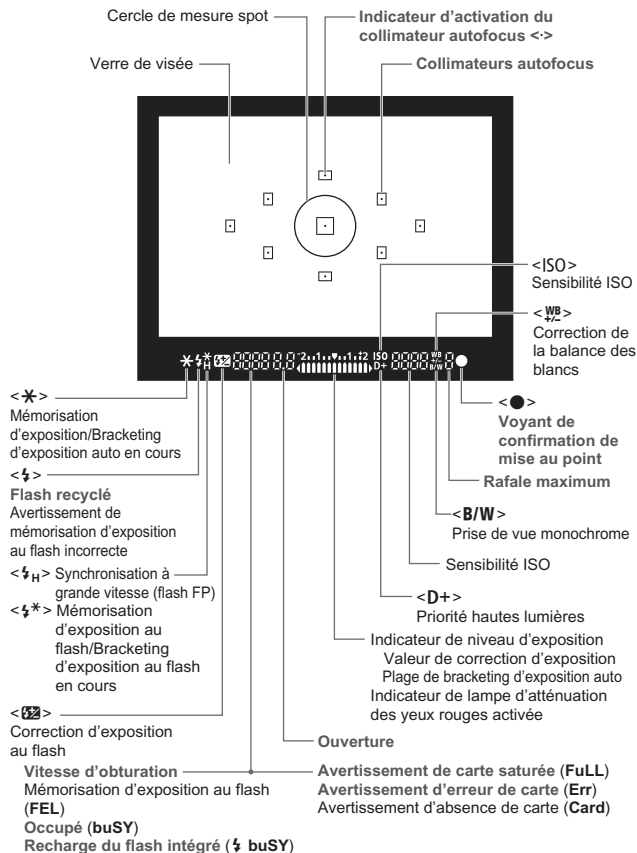 Cercle de mesure spot
Indicateur d'activation du
collimateur autofocus <·>
Verre de visée
Collimateurs autofocus
<ISO>
Sensibilité ISO
<WB +/->
Correction de
la balance des
blancs
-2..1..▼..1..+2 ISO D+ WB +/- B/W
<✱>
Mémorisation
d'exposition/Bracketing
d'exposition auto en cours
<●>
Voyant de
confirmation de
mise au point
<⚡>
Flash recyclé
Avertissement de
mémorisation d'exposition
au flash incorrecte
Rafale maximum
<B/W>
Prise de vue monochrome
Sensibilité ISO
<⚡H> Synchronisation à
grande vitesse (flash FP)
<D+>
Priorité hautes lumières
<⚡*> Mémorisation
d'exposition au
flash/Bracketing
d'exposition au flash
en cours
Indicateur de niveau d'exposition
Valeur de correction d'exposition
Plage de bracketing d'exposition auto
Indicateur de lampe d'atténuation
des yeux rouges activée
<⚡±>
Correction d'exposition
au flash
Ouverture
Vitesse d'obturation
Mémorisation d'exposition au flash
(FEL)
Occupé (buSY)
Recharge du flash intégré (⚡ buSY)
Avertissement de carte saturée (FuLL)
Avertissement d'erreur de carte (Err)
Avertissement d'absence de carte (Card)